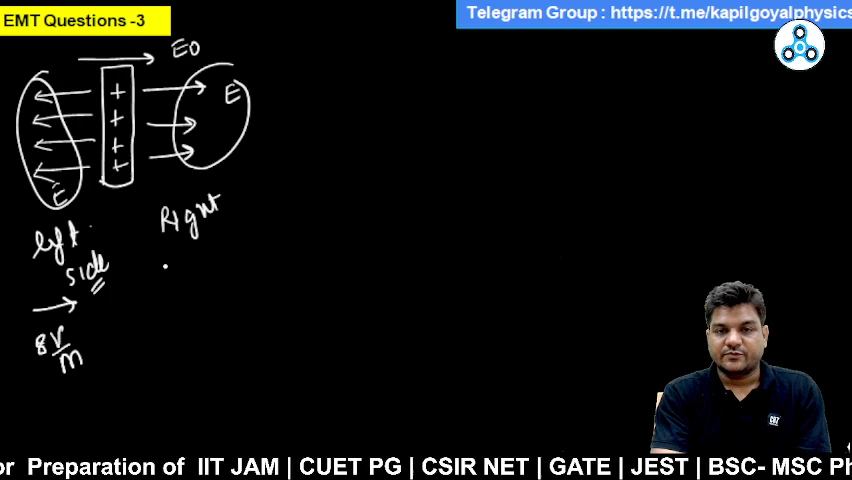 EMT Questions -3
Telegram Group : https://t.me/kapilgoyalphysics
E0
+
+
+
+
E
E
left
Right
side
8 V/m
or Preparation of IIT JAM | CUET PG | CSIR NET | GATE | JEST | BSC- MSC Ph